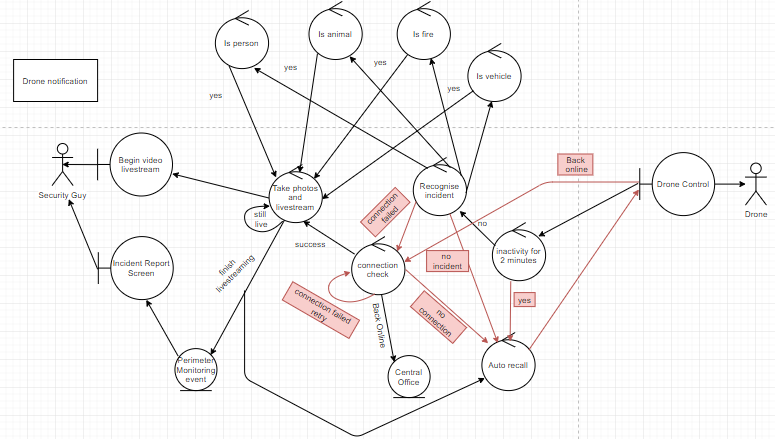 Is person
Is animal
Is fire
Is vehicle
Drone notification
yes
yes
yes
yes
Begin video
livestream
Security Guy
Take photos
and
livestream
still
live
Recognise
incident
connection
failed
Back
online
Drone Control
Drone
no
success
inactivity for
2 minutes
no
incident
connection
check
Incident Report
Screen
finish
livestreaming
connection failed
retry
Back Online
no
connection
yes
Perimeter
Monitoring
event
Central
Office
Auto recall